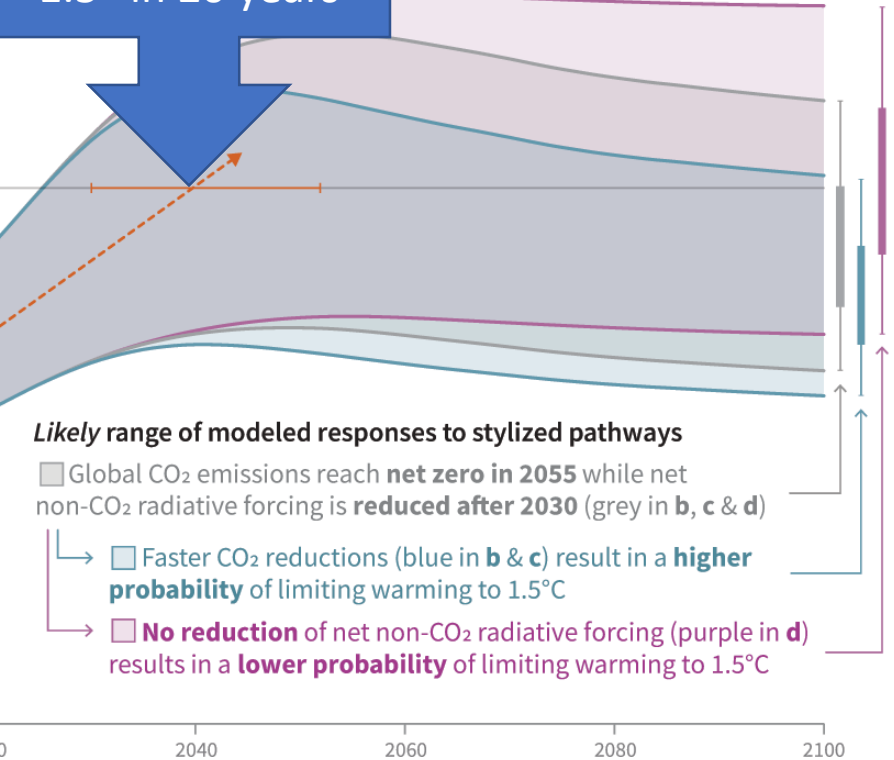 Likely range of modeled responses to stylized pathways
Global CO₂ emissions reach net zero in 2055 while net
non-CO₂ radiative forcing is reduced after 2030 (grey in b, c & d)
Faster CO₂ reductions (blue in b & c) result in a higher
probability of limiting warming to 1.5°C
No reduction of net non-CO₂ radiative forcing (purple in d)
results in a lower probability of limiting warming to 1.5°C
2040 2060 2080 2100